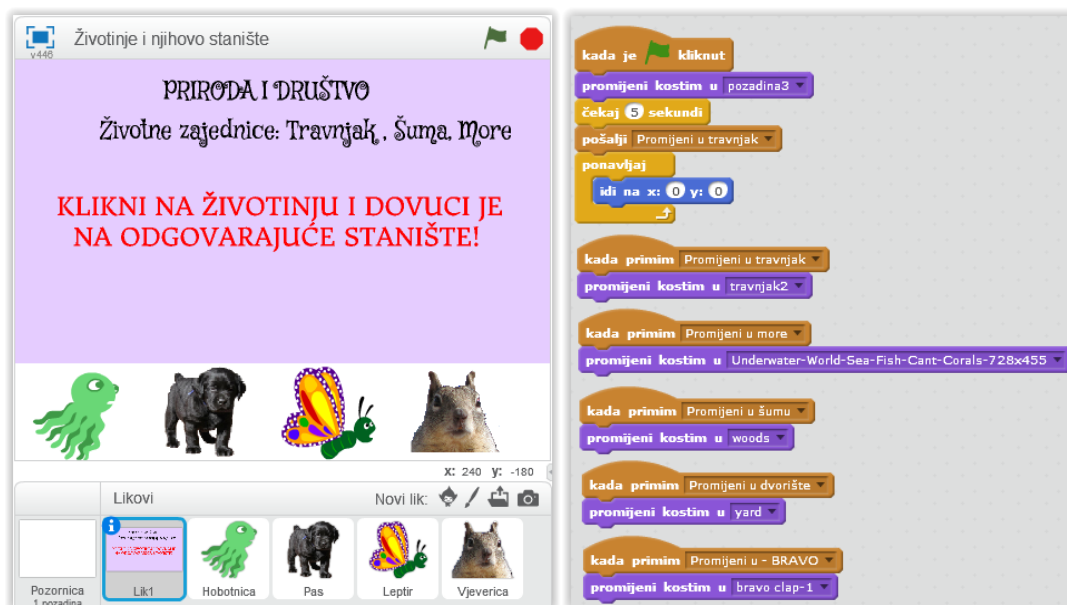 Životinje i njihovo stanište
v446
PRIRODA I DRUŠTVO
Životne zajednice: Travnjak , Šuma, More
KLIKNI NA ŽIVOTINJU I DOVUCI JE
NA ODGOVARAJUĆE STANIŠTE!
x: 240 y: -180
Likovi
Novi lik:
Pozornica
1 pozadina
Lik1
Hobotnica
Pas
Leptir
Vjeverica
kada je kliknut
promijeni kostim u pozadina3
čekaj 5 sekundi
pošalji Promijeni u travnjak
ponavljaj
idi na x: 0 y: 0
kada primim Promijeni u travnjak
promijeni kostim u travnjak2
kada primim Promijeni u more
promijeni kostim u Underwater-World-Sea-Fish-Cant-Corals-728x455
kada primim Promijeni u šumu
promijeni kostim u woods
kada primim Promijeni u dvorište
promijeni kostim u yard
kada primim Promijeni u - BRAVO
promijeni kostim u bravo clap-1